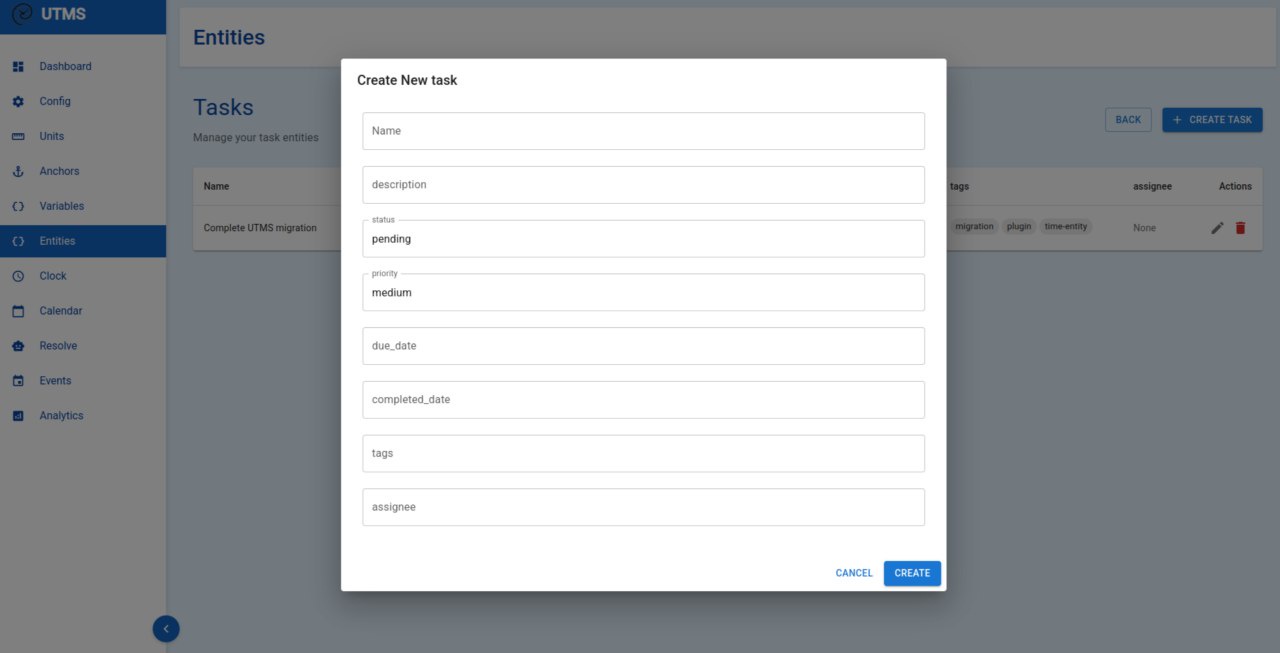 UTMS
Dashboard
Config
Units
Anchors
Variables
Entities
Clock
Calendar
Resolve
Events
Analytics
Entities
Tasks
Manage your task entities
BACK
+ CREATE TASK
Name
tags
assignee
Actions
Complete UTMS migration
migration
plugin
time-entity
None
Create New task
Name
description
status
pending
priority
medium
due_date
completed_date
tags
assignee
CANCEL
CREATE